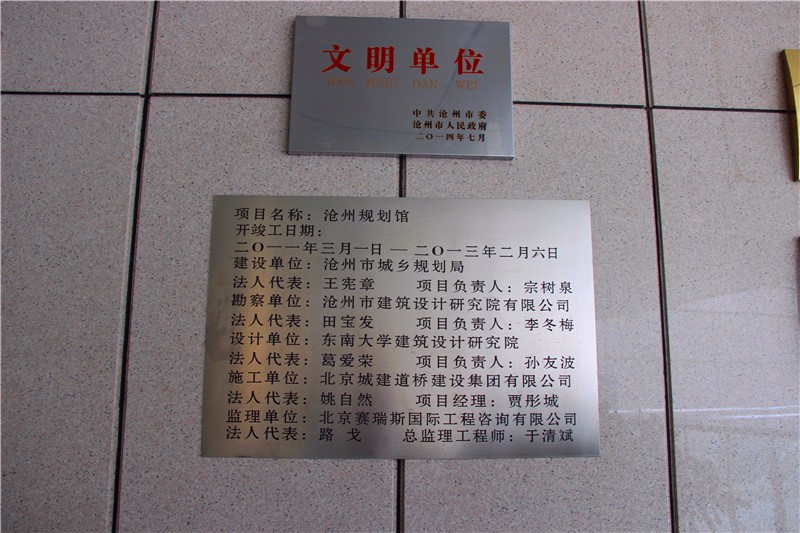 文明单位
WEN MING DAN WEI
中共沧州市委
沧州市人民政府
二〇一四年七月
项目名称：沧州规划馆
开竣工日期：
二〇一一年三月一日 — 二〇一三年二月六日
建设单位：沧州市城乡规划局
法人代表：王宪章 项目负责人：宗树泉
勘察单位：沧州市建筑设计研究院有限公司
法人代表：田宝发 项目负责人：李冬梅
设计单位：东南大学建筑设计研究院
法人代表：葛爱荣 项目负责人：孙友波
施工单位：北京城建道桥建设集团有限公司
法人代表：姚自然 项目经理：贾彤城
监理单位：北京赛瑞斯国际工程咨询有限公司
法人代表：路 戈 总监理工程师：于清斌